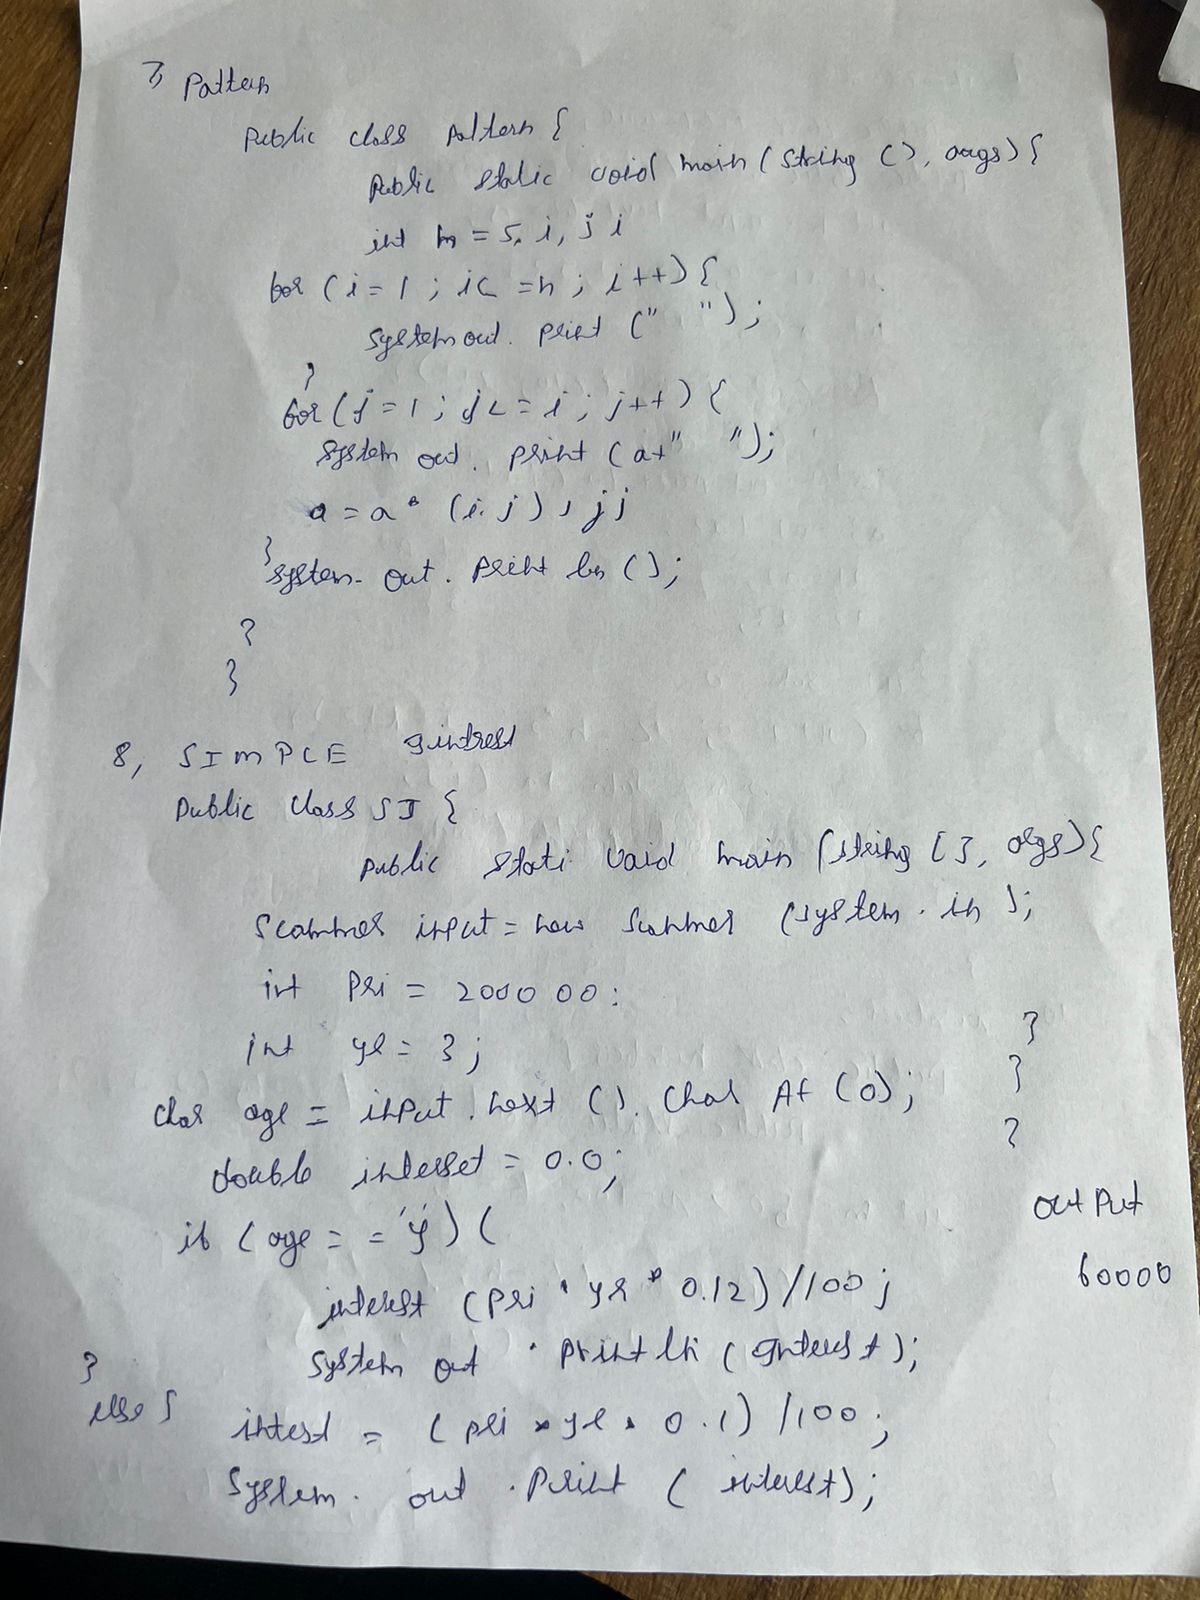 7 Pattern
Public class pattern {
Public static void main (string (), args) {
int n = 5, i, j i
for (i = 1 ; i < = n ; i ++) {
system out. print (" ");
}
for (j = 1 ; j < = i ; j ++) {
system out. print (a+" ");
a = a * (i. j) , j j
}
system. out. print ln ();
}
}
8, SIMPLE Interest
Public class SI {
public stati void main (string [ ], args) {
Scanner input = new Scanner (system . in );
int Pri = 2000 00 :
int yr = 3 ;
char age = input . next (). Char At (0);
double interset = 0.0;
if (age = = 'y') (
interest (pri * yr * 0.12) /100 ;
system out . println (interest);
}
else {
intest = (pri * yr * 0.1) /100 ;
System . out . Print ( interest);
}
}
}
out Put
60000